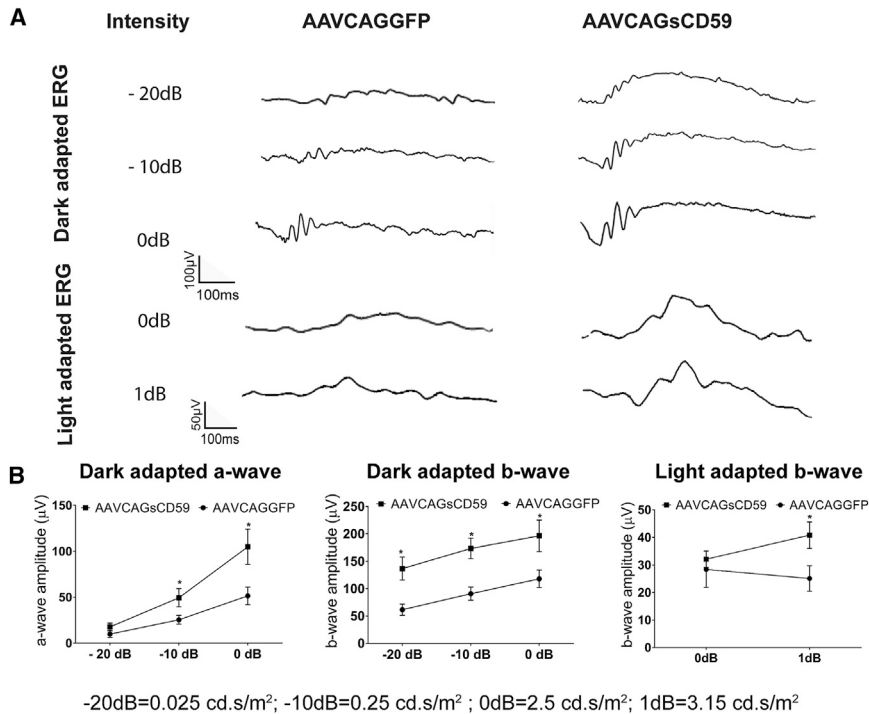 A
Intensity AAVCAGGFP AAVCAGsCD59
Dark adapted ERG
- 20dB
- 10dB
0dB
100μV
100ms
Light adapted ERG
0dB
1dB
50μV
100ms
B
Dark adapted a-wave
a-wave amplitude (μV)
AAVCAGsCD59 AAVCAGGFP
150
100
50
0
*
*
- 20 dB -10 dB 0 dB
Dark adapted b-wave
b-wave amplitude (μV)
AAVCAGsCD59 AAVCAGGFP
250
200
150
100
50
0
*
*
*
-20 dB -10 dB 0 dB
Light adapted b-wave
b-wave amplitude (μV)
AAVCAGsCD59 AAVCAGGFP
50
40
30
20
10
0
*
0dB 1dB
-20dB=0.025 cd.s/m²; -10dB=0.25 cd.s/m² ; 0dB=2.5 cd.s/m²; 1dB=3.15 cd.s/m²